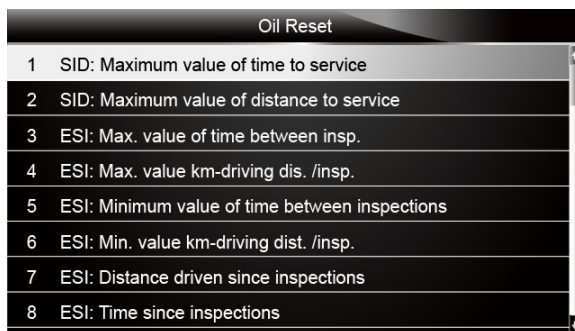 Oil Reset
1 SID: Maximum value of time to service
2 SID: Maximum value of distance to service
3 ESI: Max. value of time between insp.
4 ESI: Max. value km-driving dis. /insp.
5 ESI: Minimum value of time between inspections
6 ESI: Min. value km-driving dist. /insp.
7 ESI: Distance driven since inspections
8 ESI: Time since inspections